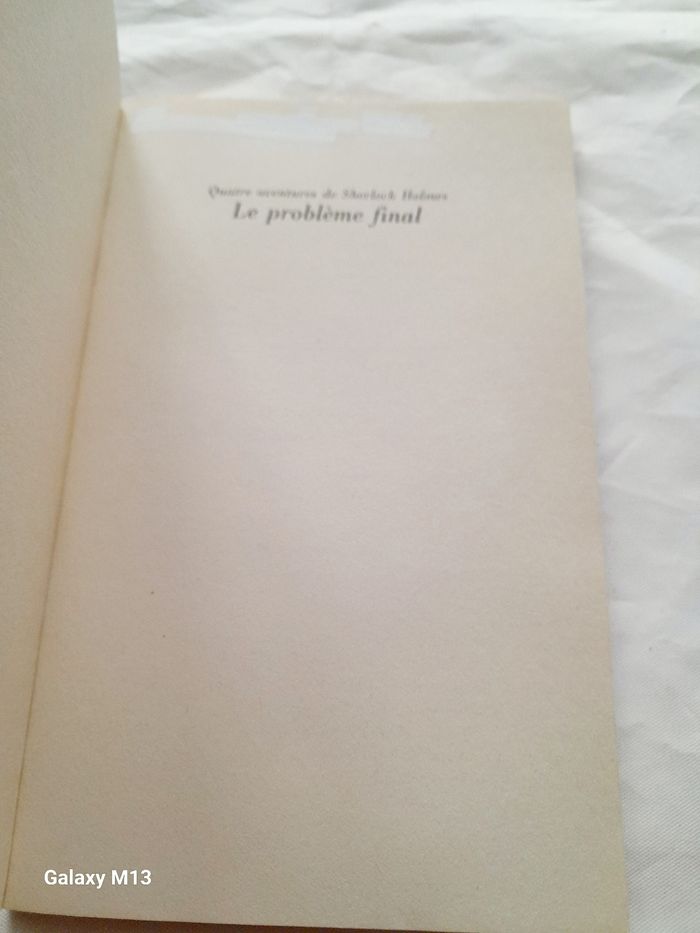 Quatre aventures de Sherlock Holmes
Le problème final
Galaxy M13